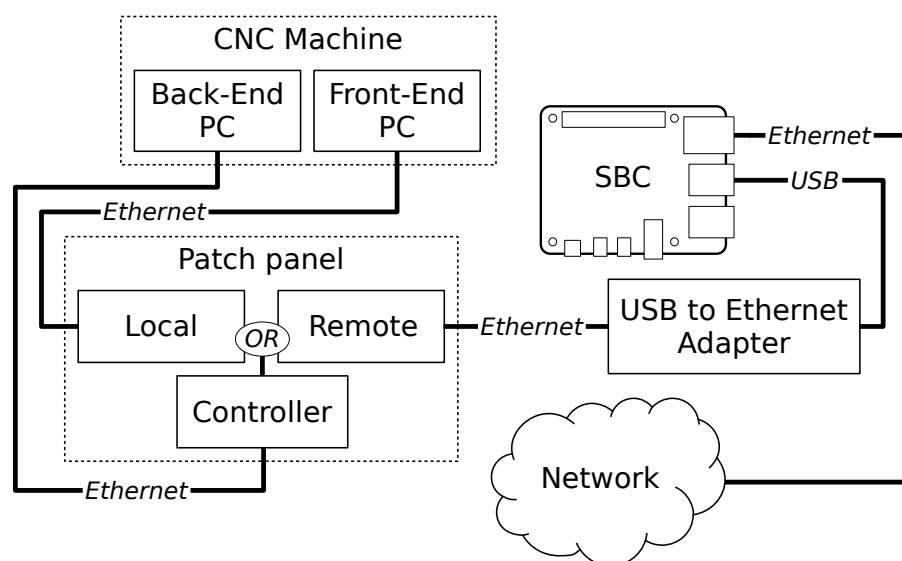 CNC Machine
Back-End
PC
Front-End
PC
SBC
Ethernet
USB
Ethernet
Patch panel
Local
OR
Remote
Ethernet
USB to Ethernet
Adapter
Controller
Ethernet
Network